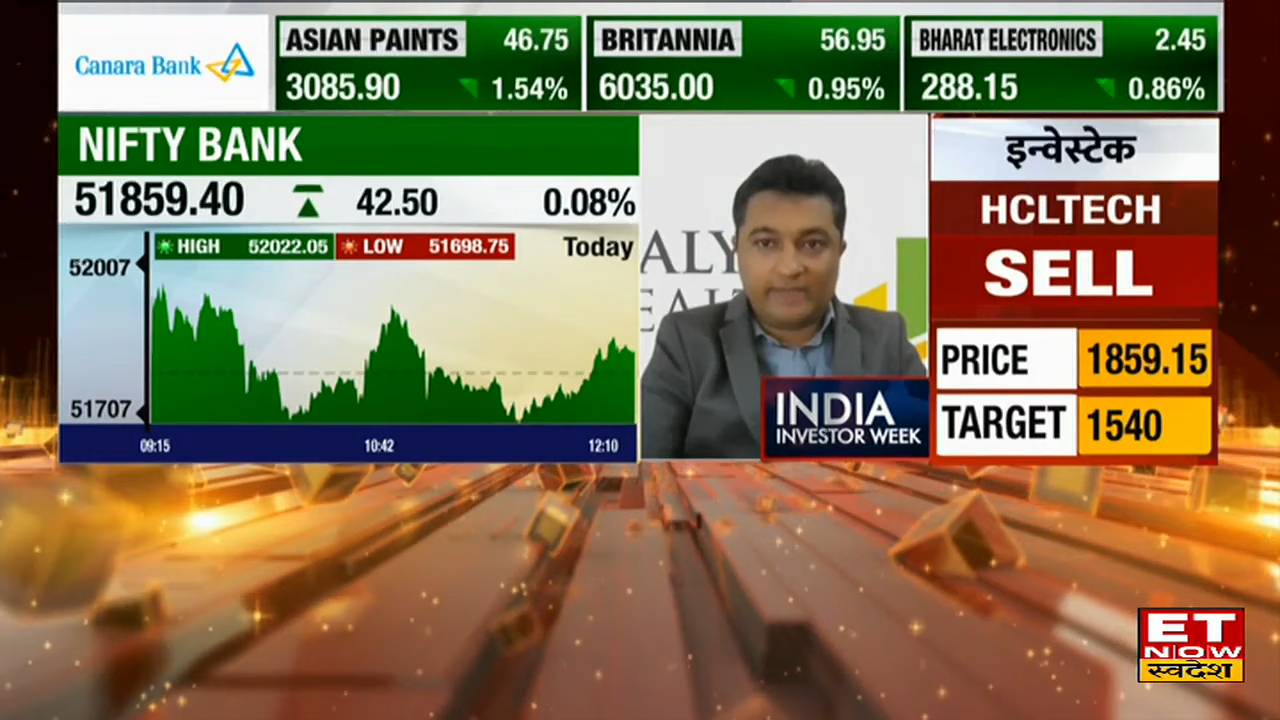 Canara Bank
ASIAN PAINTS 46.75
3085.90 1.54%
BRITANNIA 56.95
6035.00 0.95%
BHARAT ELECTRONICS 2.45
288.15 0.86%
NIFTY BANK
51859.40 42.50 0.08%
HIGH 52022.05 LOW 51698.75 Today
52007
51707
09:15 10:42 12:10
INDIA
INVESTOR WEEK
इन्वेस्टेक
HCLTECH
SELL
PRICE 1859.15
TARGET 1540
ET
NOW
स्वदेश